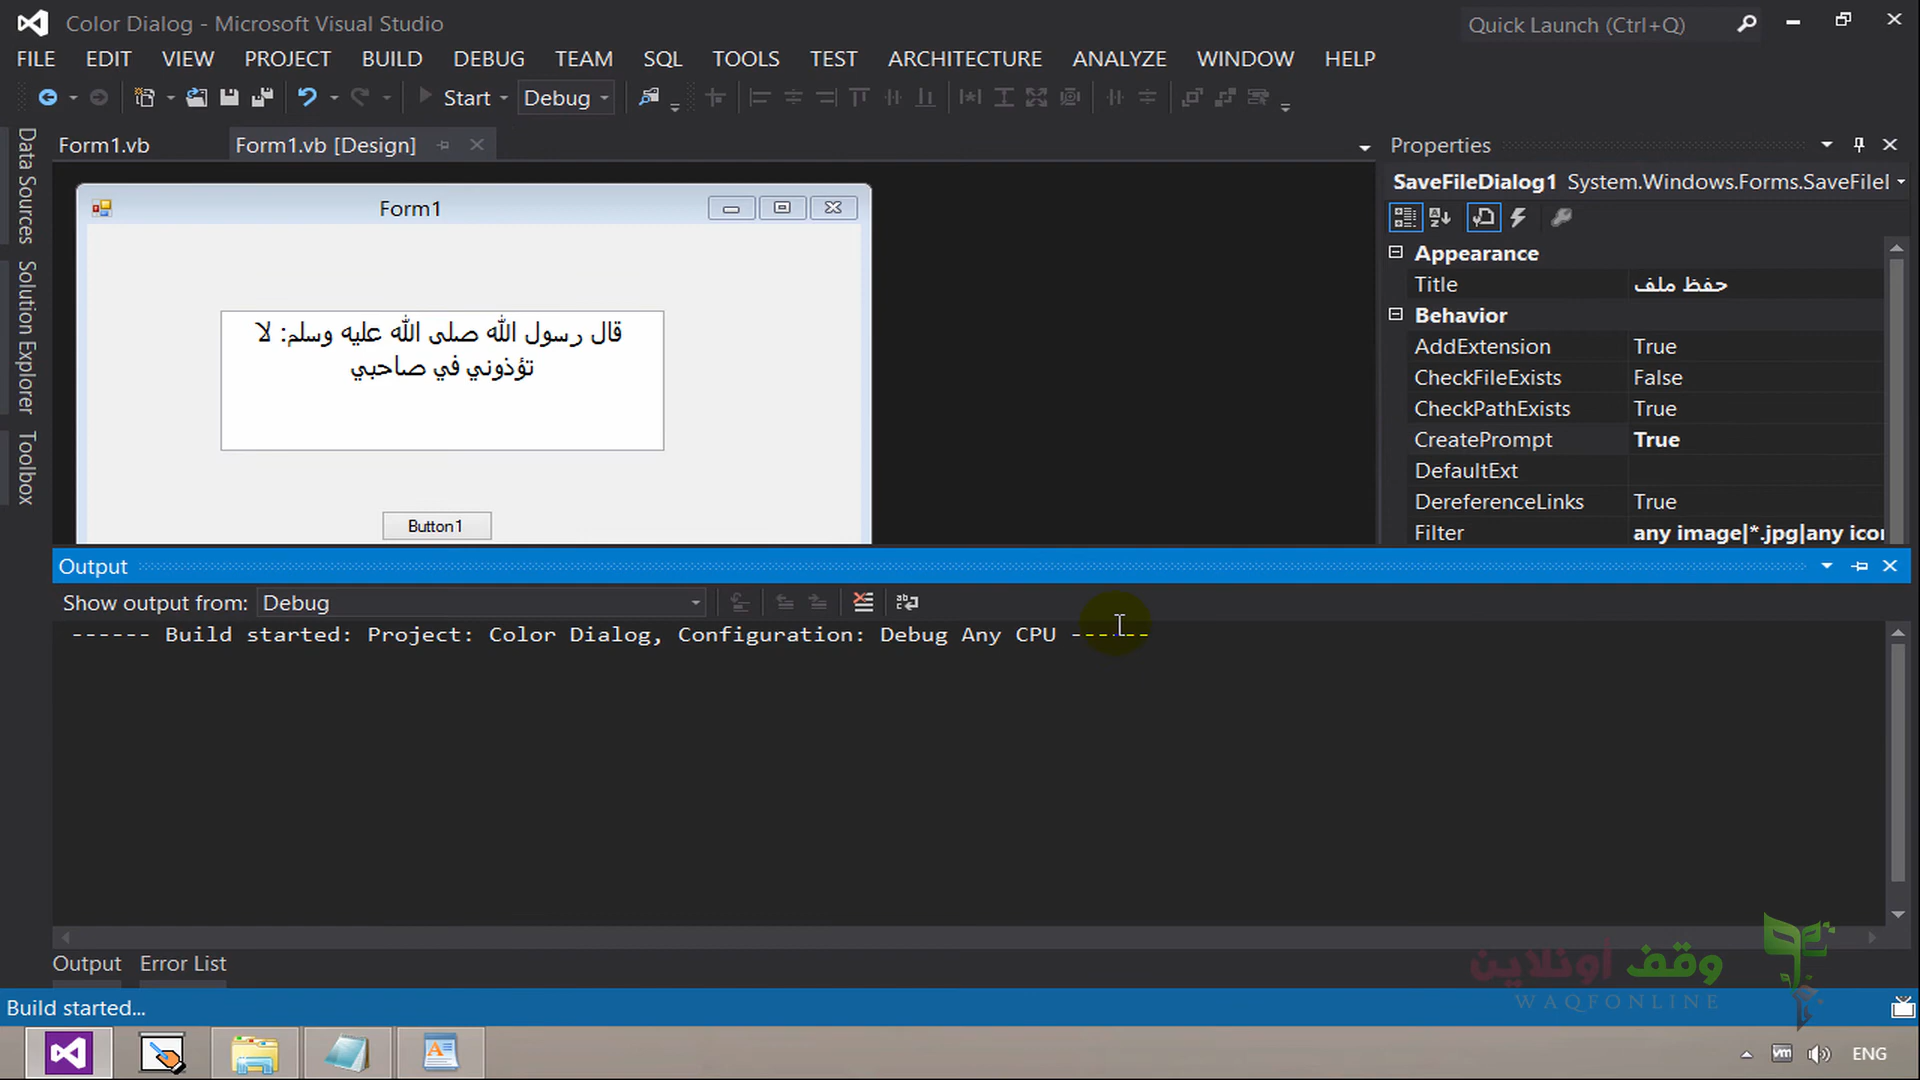 Color Dialog - Microsoft Visual Studio
Quick Launch (Ctrl+Q)
FILE EDIT VIEW PROJECT BUILD DEBUG TEAM SQL TOOLS TEST ARCHITECTURE ANALYZE WINDOW HELP
Start Debug
Data Sources
Solution Explorer
Toolbox
Form1.vb Form1.vb [Design]
Form1
قال رسول الله صلى الله عليه وسلم: لا
تؤذوني في صاحبي
Button1
Properties
SaveFileDialog1 System.Windows.Forms.SaveFileI
Appearance
Title حفظ ملف
Behavior
AddExtension True
CheckFileExists False
CheckPathExists True
CreatePrompt True
DefaultExt
DereferenceLinks True
Filter any image|*.jpg|any icon
Output
Show output from: Debug
------ Build started: Project: Color Dialog, Configuration: Debug Any CPU ------
Output Error List
وقف أونلاين
WAQFONLINE
Build started...
vm ENG